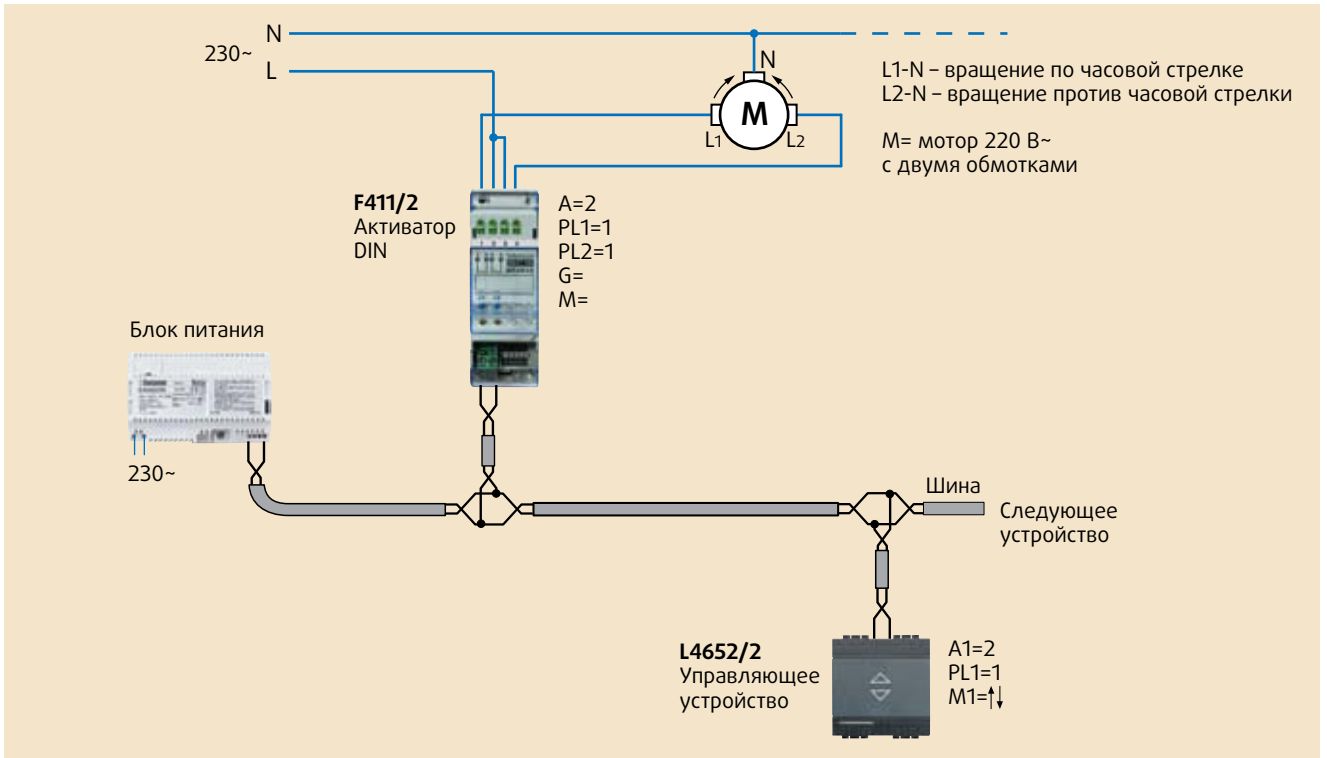 N
230~
L
N
L1-N – вращение по часовой стрелке
L2-N – вращение против часовой стрелки
M
L1
L2
М= мотор 220 В~
с двумя обмотками
F411/2
Активатор
DIN
A=2
PL1=1
PL2=1
G=
M=
Блок питания
230~
Шина
Следующее
устройство
L4652/2
Управляющее
устройство
A1=2
PL1=1
M1=↑↓